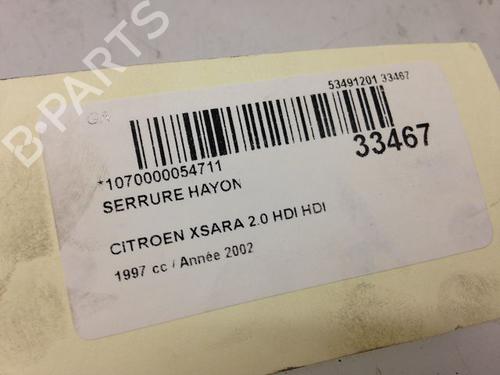 B-PARTS
53491201 33467
33467
*1070000054711
SERRURE HAYON
CITROEN XSARA 2.0 HDI HDI
1997 cc / Année 2002